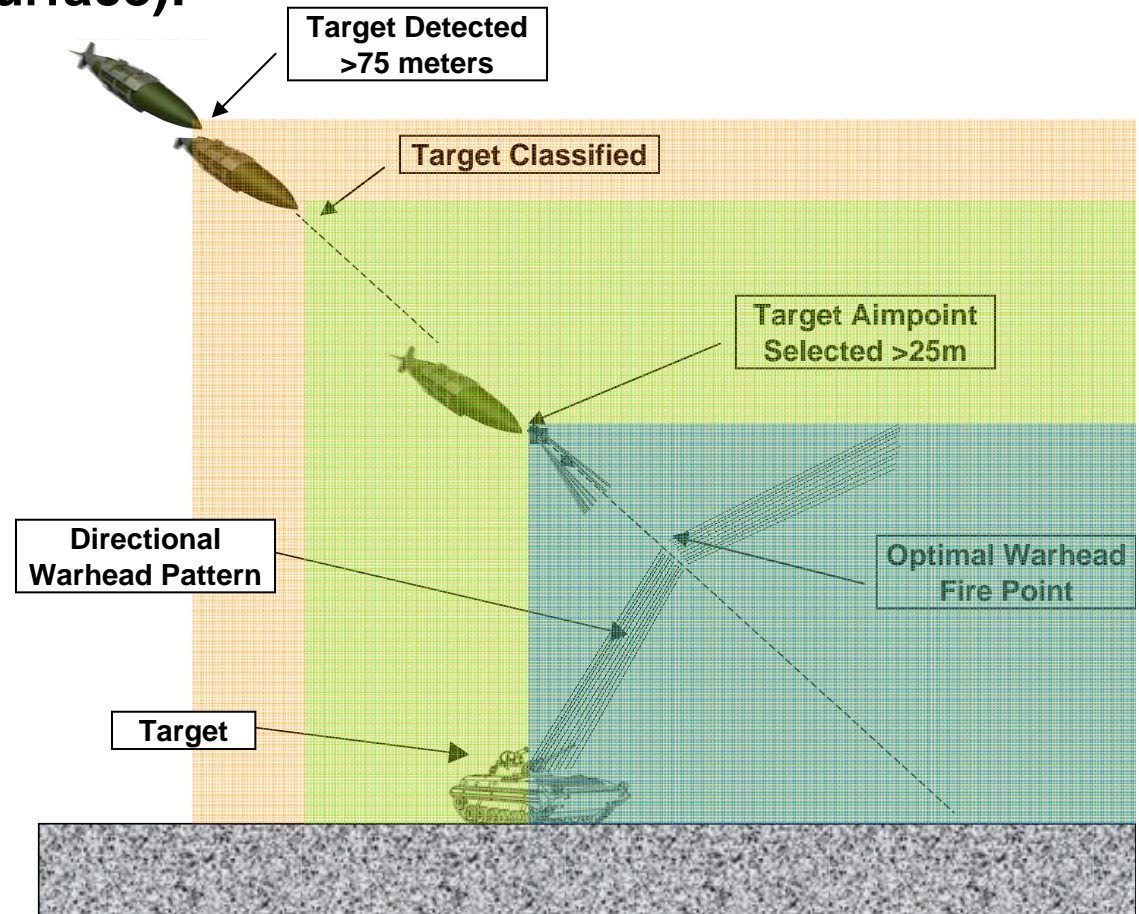 Target Detected
>75 meters
Target Classified
Target Aimpoint
Selected >25m
Directional
Warhead Pattern
Optimal Warhead
Fire Point
Target